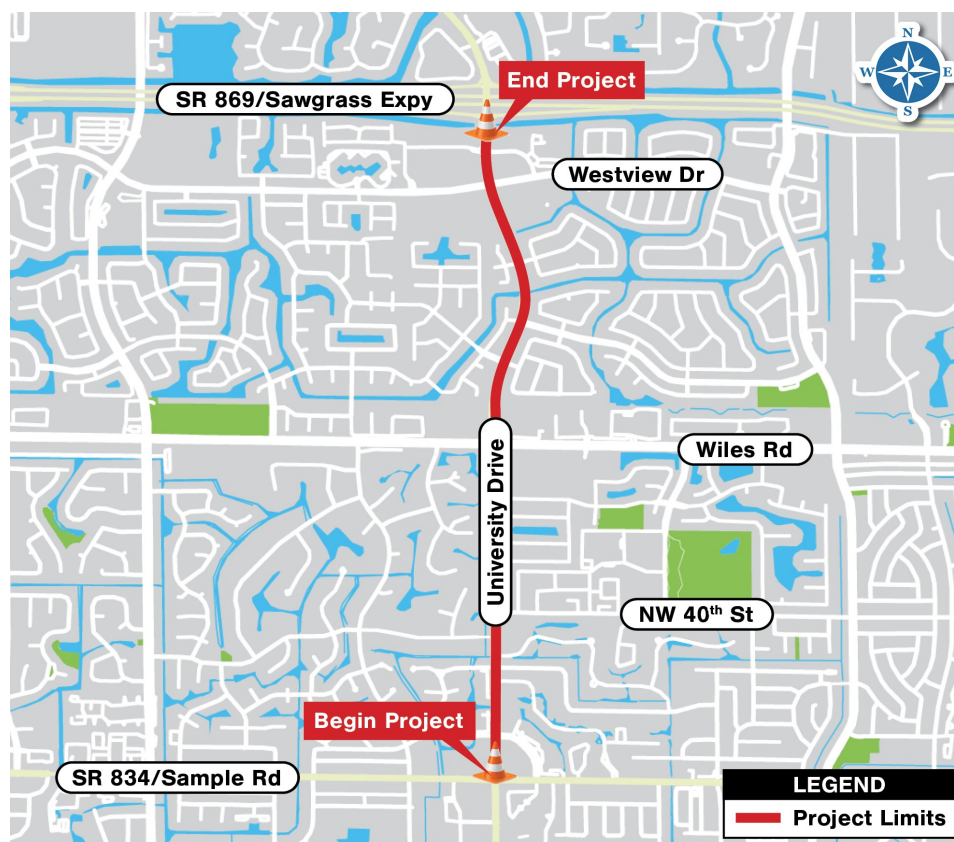 N
W E
S
End Project
SR 869/Sawgrass Expy
Westview Dr
Wiles Rd
University Drive
NW 40th St
Begin Project
SR 834/Sample Rd
LEGEND
Project Limits